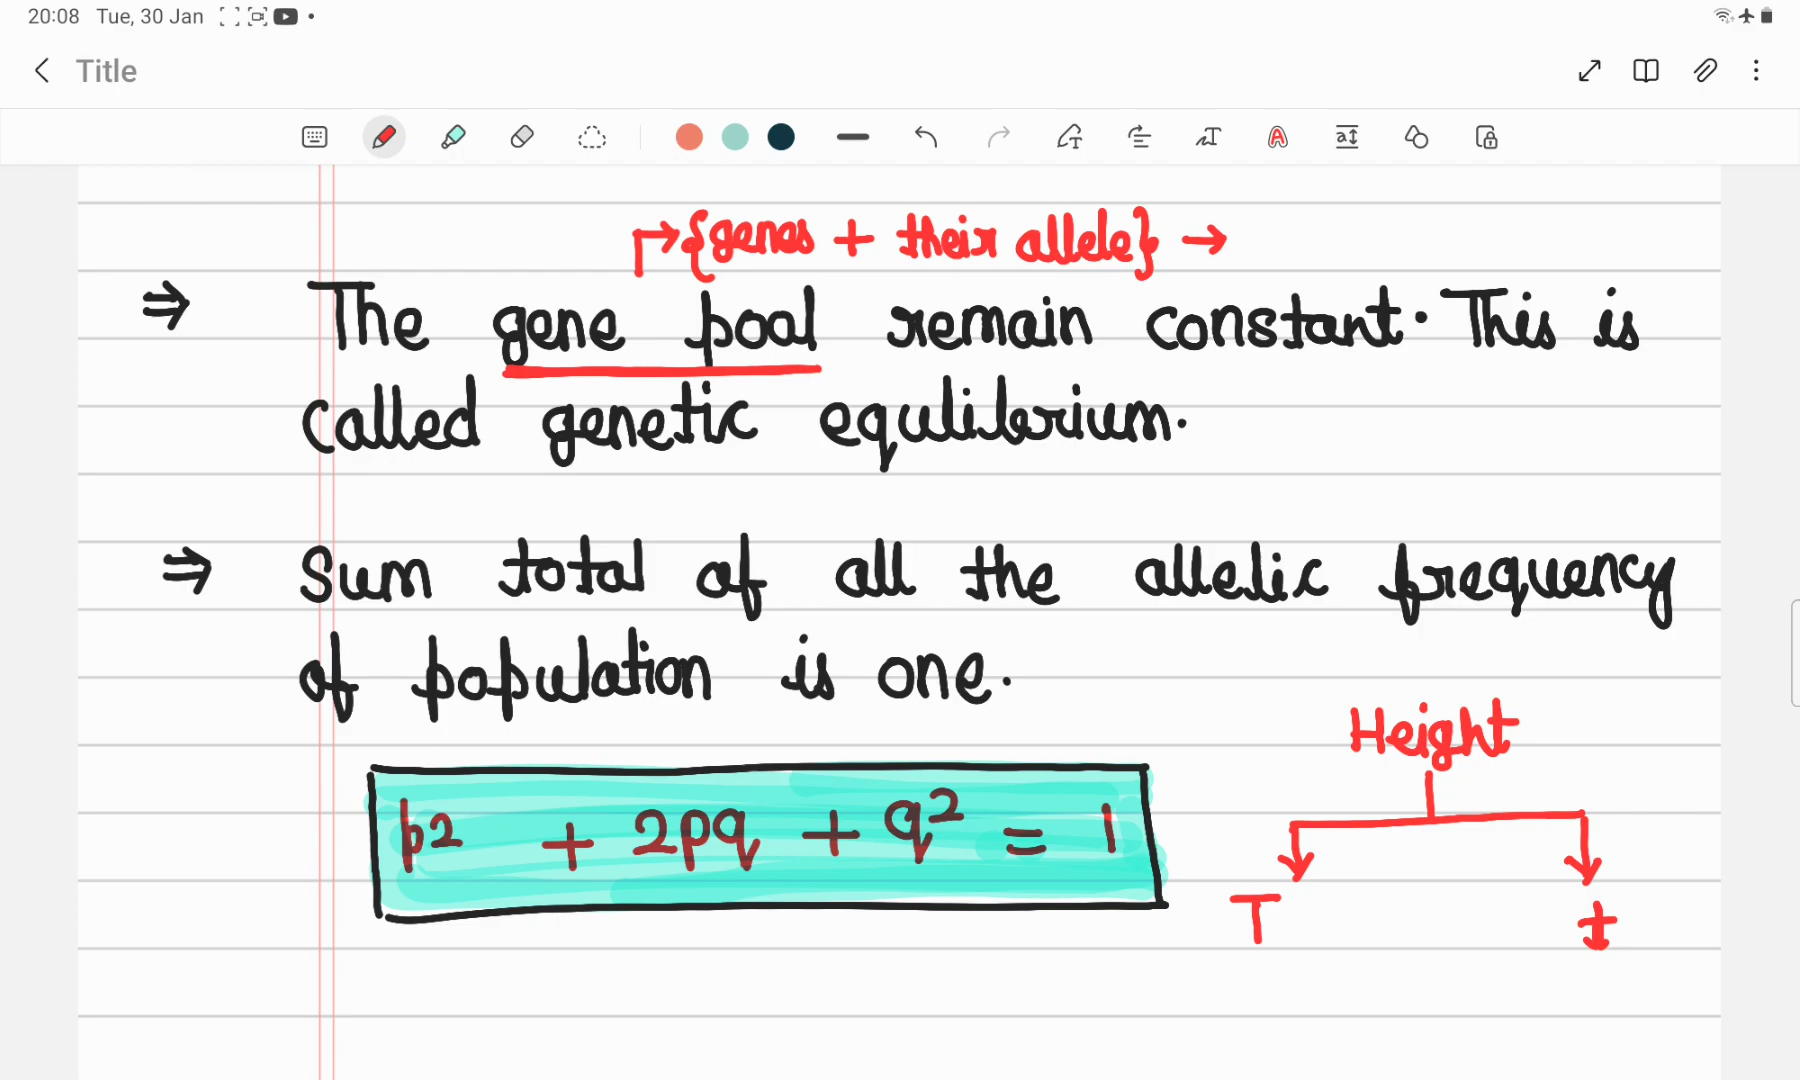 20:08 Tue, 30 Jan
Title
{genes + their allele} →
⇒ The gene pool remain constant. This is
called genetic equlibrium.
⇒ Sum total of all the allelic frequency
of population is one.
Height
p² + 2pq + q² = 1
T t